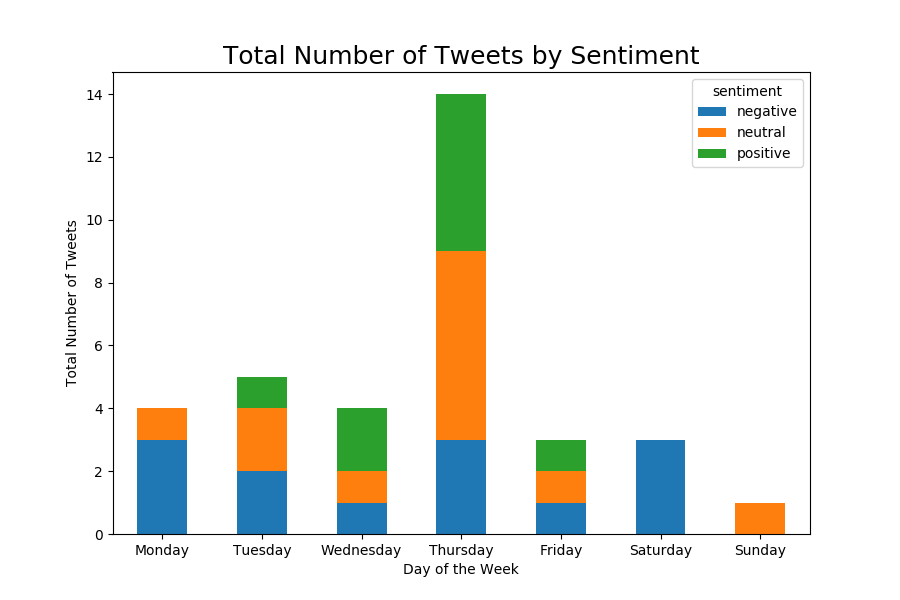 Total Number of Tweets by Sentiment
sentiment
negative
neutral
positive
Total Number of Tweets
14
12
10
8
6
4
2
0
Monday Tuesday Wednesday Thursday Friday Saturday Sunday
Day of the Week